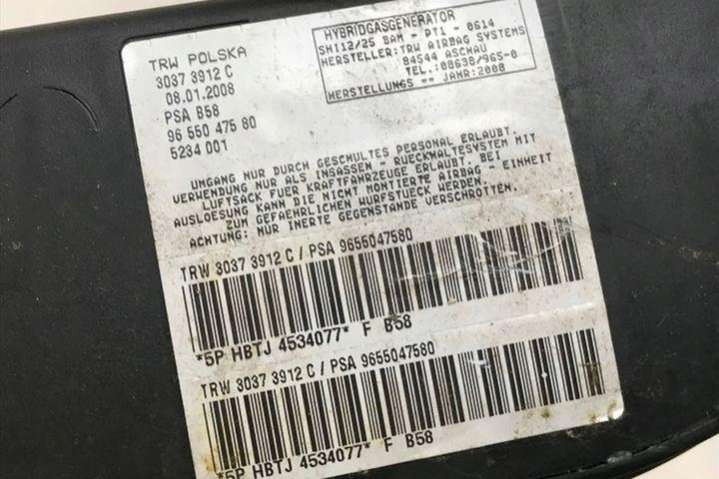 TRW POLSKA
3037 3912 C
08.01.2008
PSA B58
96 550 475 80
5234 001
HYBRIDGASGENERATOR
SHI12/25 BAM - PT1 - 0614
HERSTELLER:TRW AIRBAG SYSTEMS
84544 ASCHAU
TEL.:08638/965-0
HERSTELLUNGS -- JAHR:2008
UMGANG NUR DURCH GESCHULTES PERSONAL ERLAUBT.
VERWENDUNG NUR ALS INSASSEN - RUECKHALTESYSTEM MIT
LUFTSACK FUER KRAFTFAHRZEUGE ERLAUBT. BEI
AUSLOESUNG KANN DIE NICHT MONTIERTE AIRBAG - EINHEIT
ZUM GEFAEHRLICHEN WURFSTUECK WERDEN.
ACHTUNG: NUR INERTE GEGENSTANDE VERSCHROTTEN.
TRW 3037 3912 C / PSA 9655047580
*5P HBTJ 4534077* F B58
TRW 3037 3912 C / PSA 9655047580
*5P HBTJ 4534077* F B58